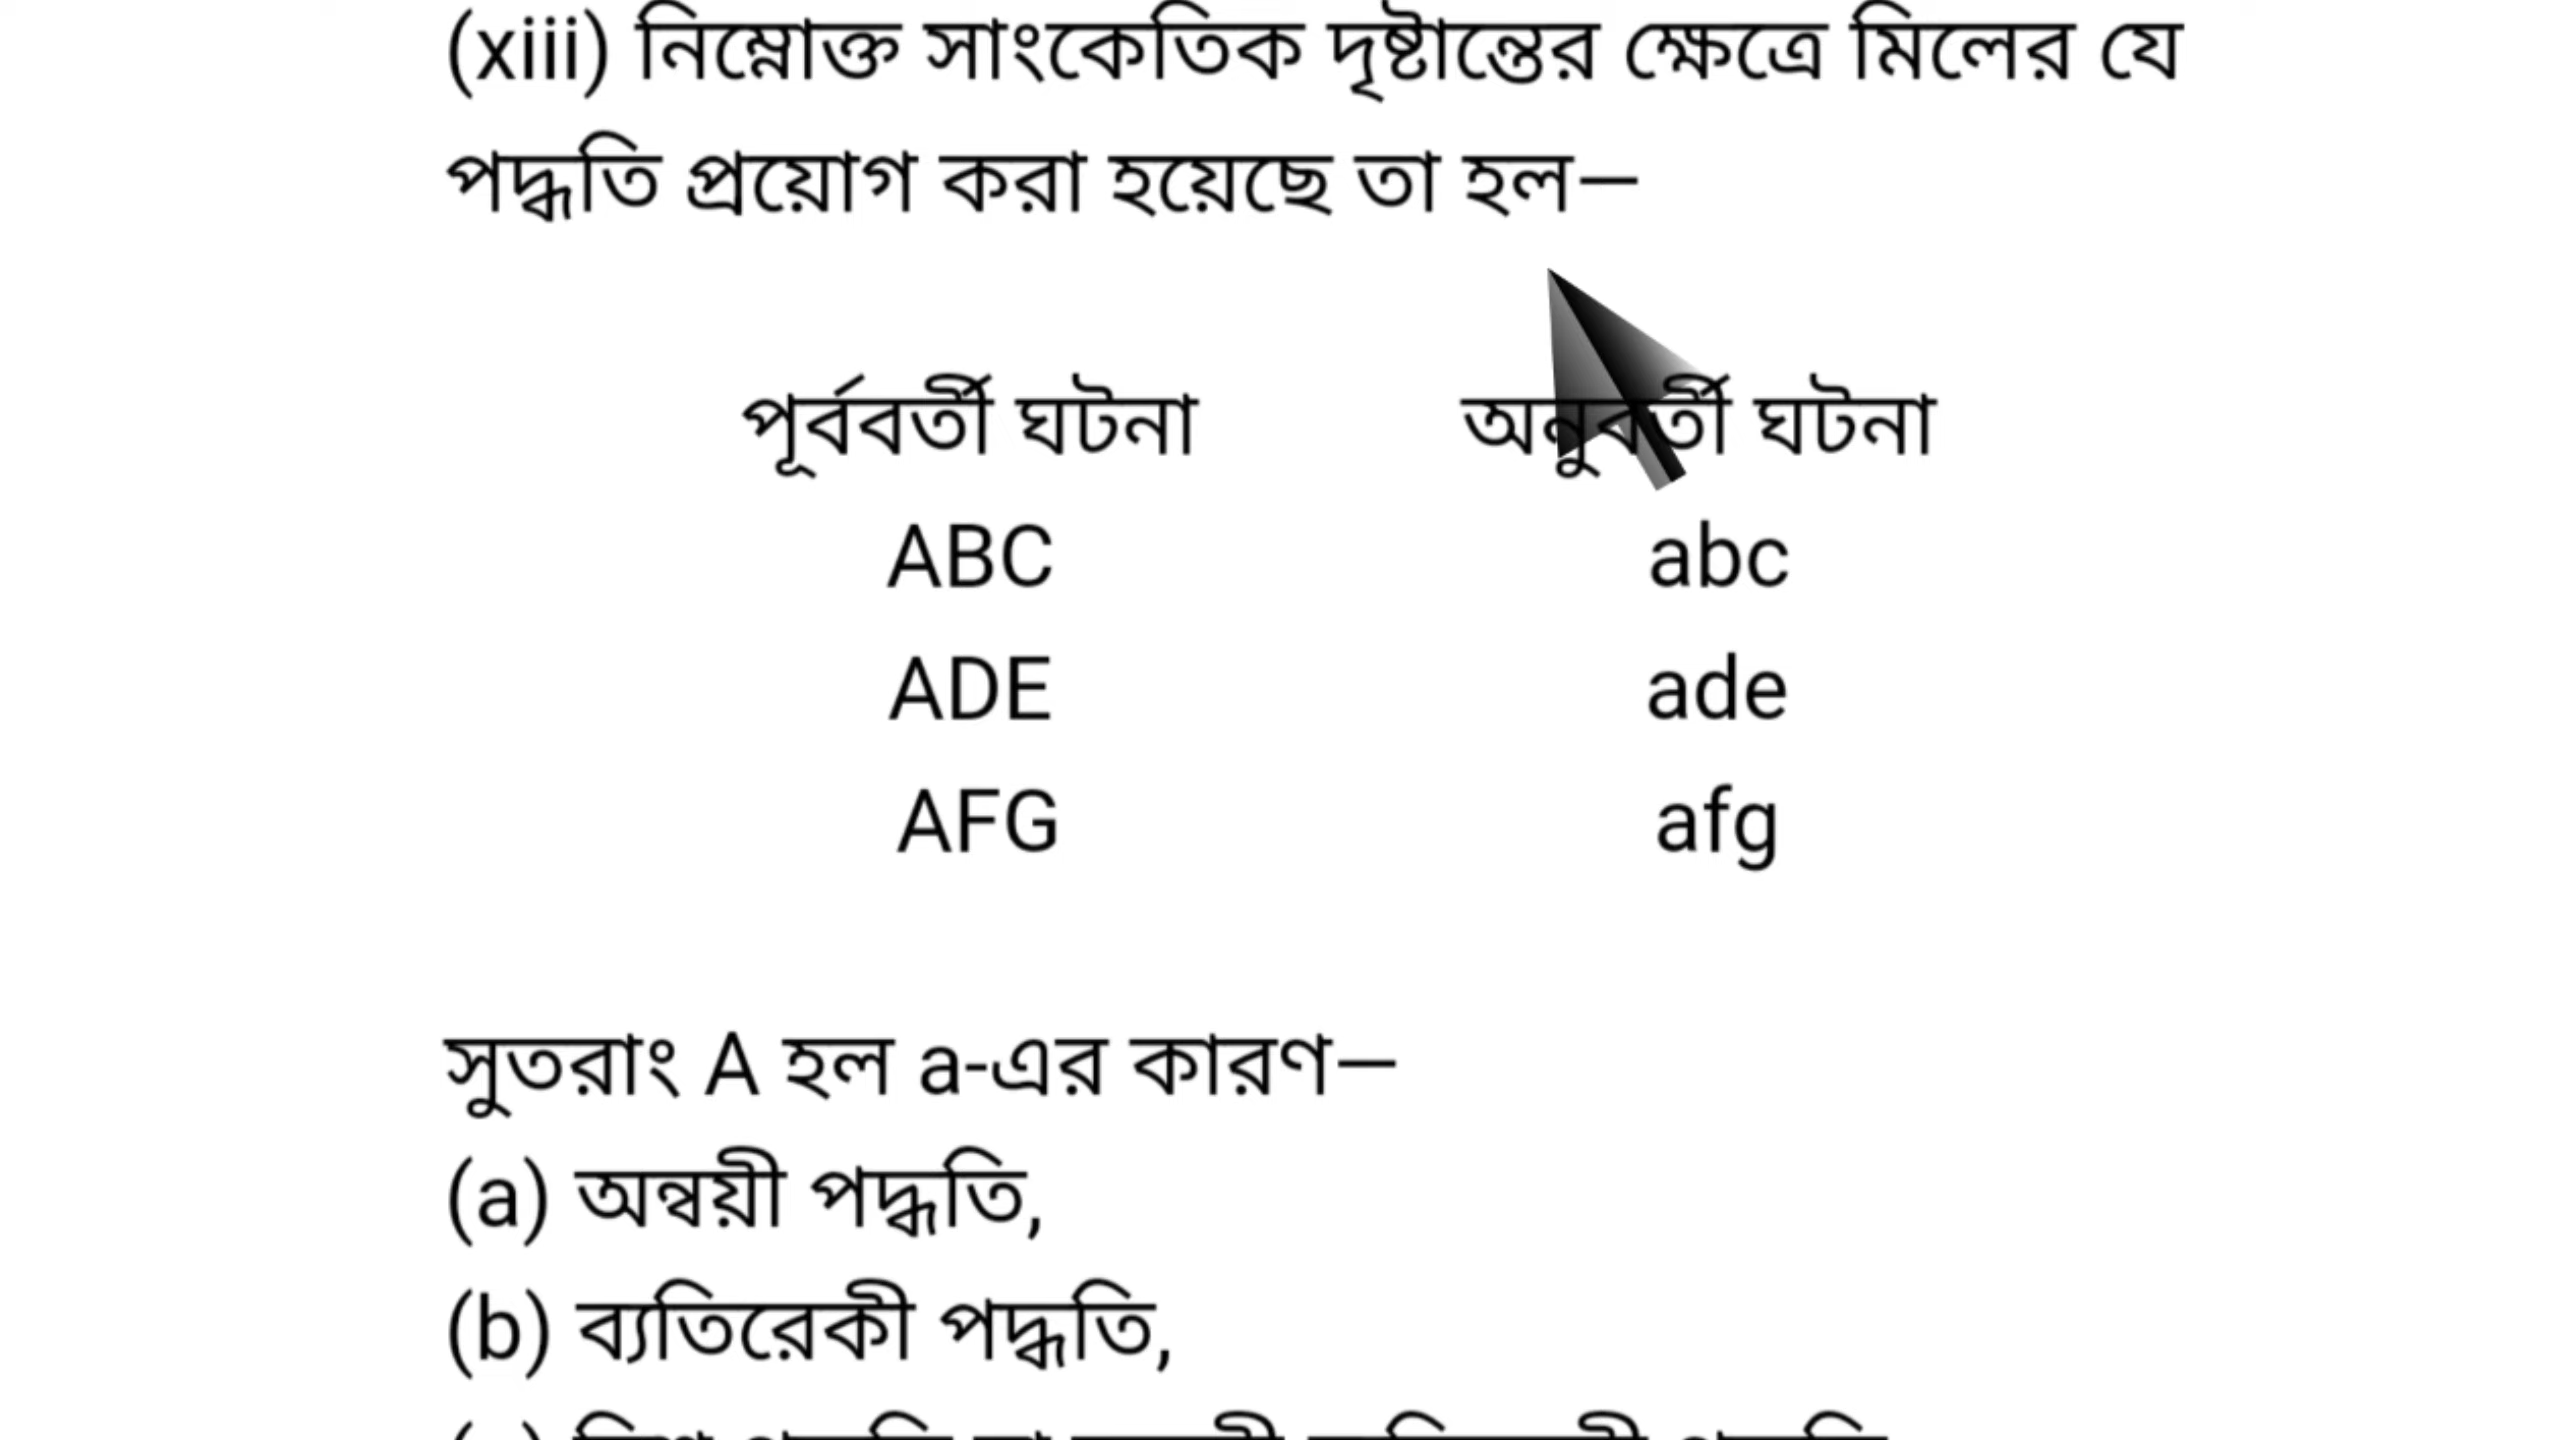 (xiii) নিম্নোক্ত সাংকেতিক দৃষ্টান্তের ক্ষেত্রে মিলের যে
পদ্ধতি প্রয়োগ করা হয়েছে তা হল—
পূর্ববর্তী ঘটনা অনুবর্তী ঘটনা
ABC abc
ADE ade
AFG afg
সুতরাং A হল a-এর কারণ—
(a) অন্বয়ী পদ্ধতি,
(b) ব্যতিরেকী পদ্ধতি,